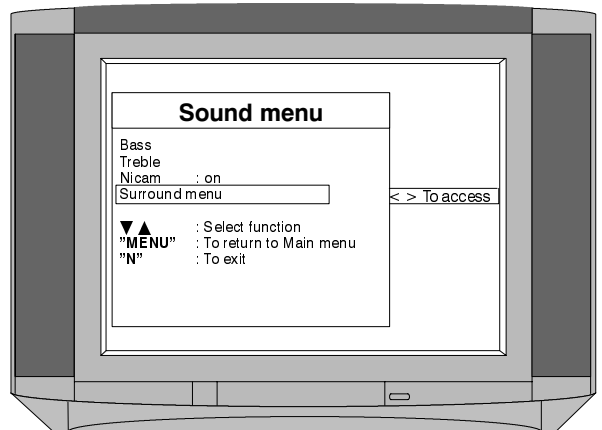 Sound menu
Bass
Treble
Nicam : on
Surround menu
< > To access
▼ ▲ : Select function
”MENU” : To return to Main menu
”N” : To exit